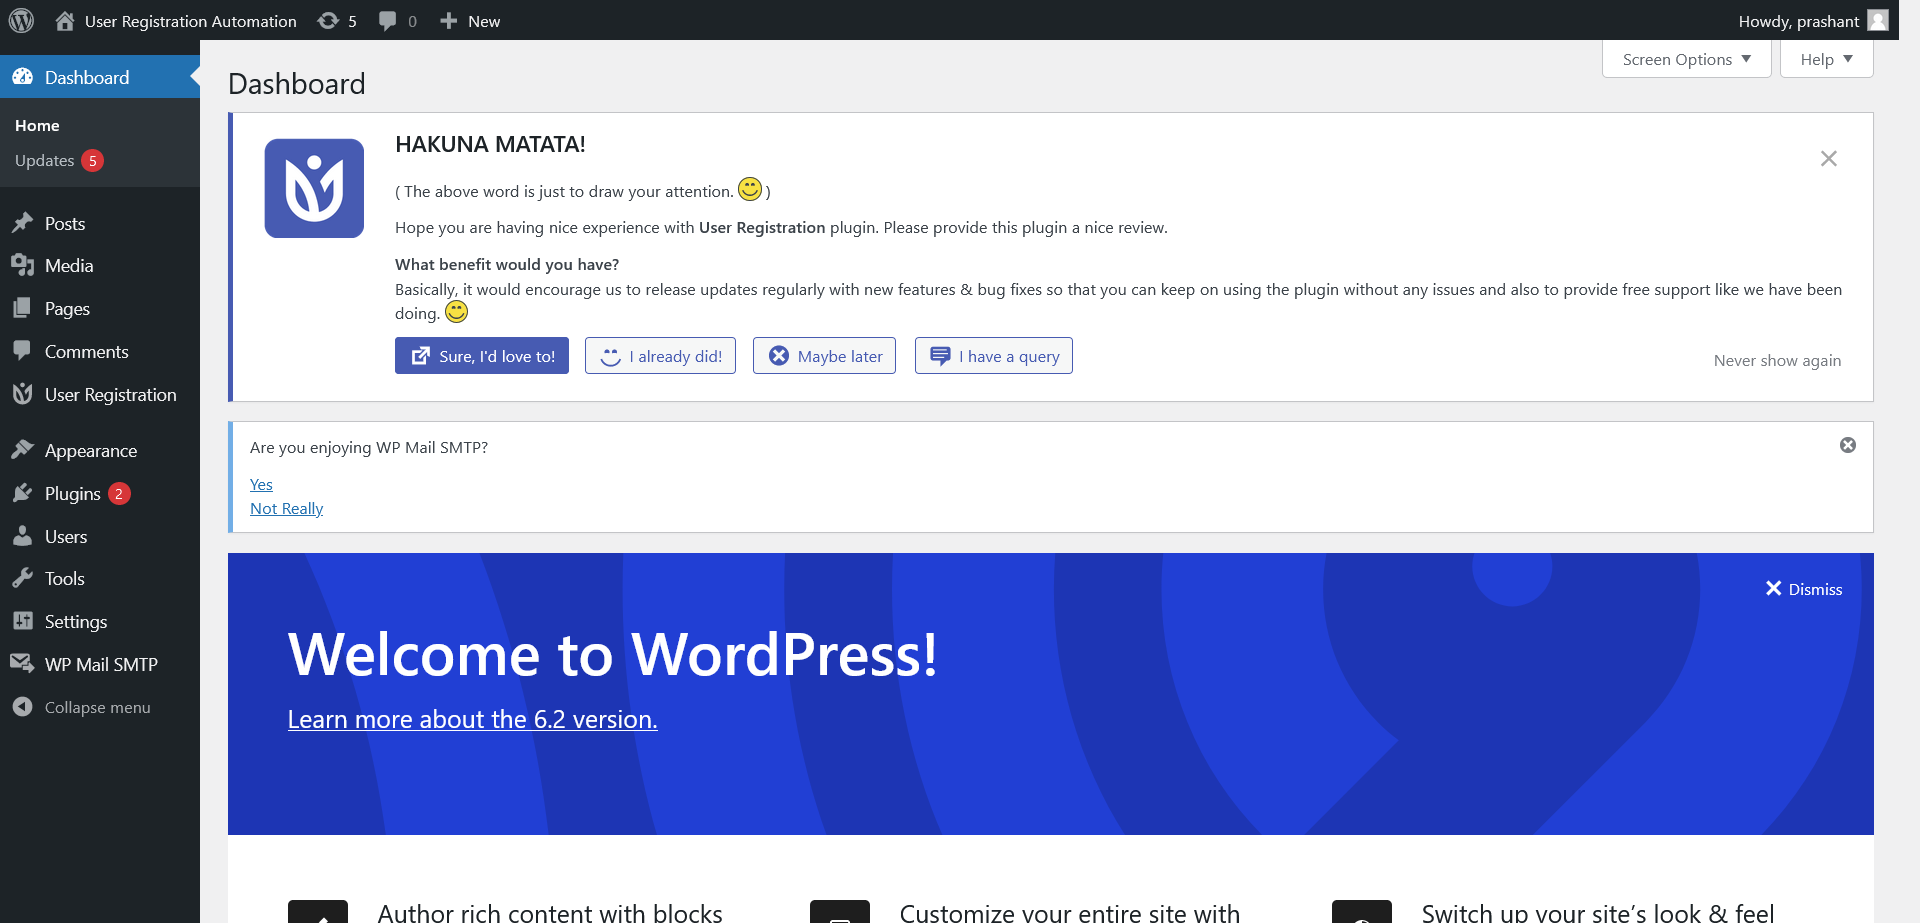 User Registration Automation 5 0 New
Howdy, prashant
Dashboard
Home
Updates 5
Posts
Media
Pages
Comments
User Registration
Appearance
Plugins 2
Users
Tools
Settings
WP Mail SMTP
Collapse menu
Screen Options
Help
Dashboard
HAKUNA MATATA!
( The above word is just to draw your attention. )
Hope you are having nice experience with User Registration plugin. Please provide this plugin a nice review.
What benefit would you have?
Basically, it would encourage us to release updates regularly with new features & bug fixes so that you can keep on using the plugin without any issues and also to provide free support like we have been
doing.
Sure, I'd love to!
I already did!
Maybe later
I have a query
Never show again
Are you enjoying WP Mail SMTP?
Yes
Not Really
Dismiss
Welcome to WordPress!
Learn more about the 6.2 version.
Author rich content with blocks
Customize your entire site with
Switch up your site’s look & feel